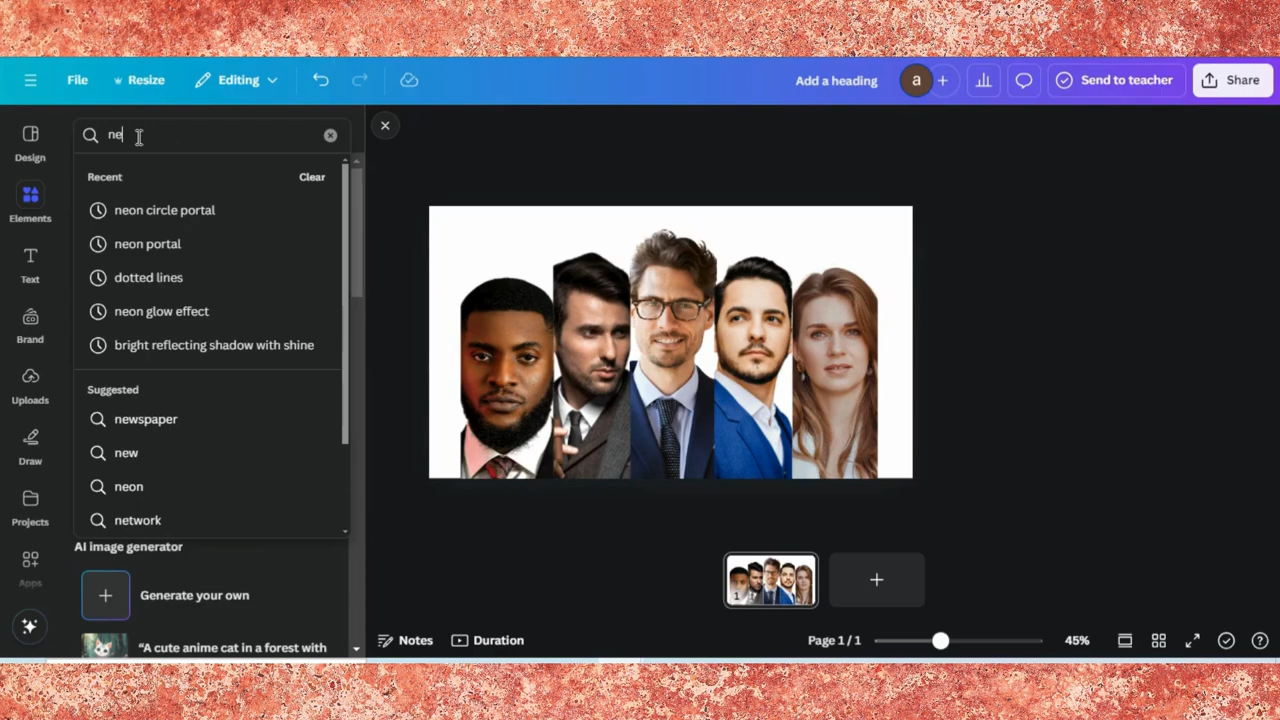 File
Resize
Editing
Add a heading
a
Send to teacher
Share
Design
Elements
Text
Brand
Uploads
Draw
Projects
Apps
ne
Recent
Clear
neon circle portal
neon portal
dotted lines
neon glow effect
bright reflecting shadow with shine
Suggested
newspaper
new
neon
network
AI image generator
Generate your own
“A cute anime cat in a forest with
CO
1
Notes
Duration
Page 1 / 1
45%